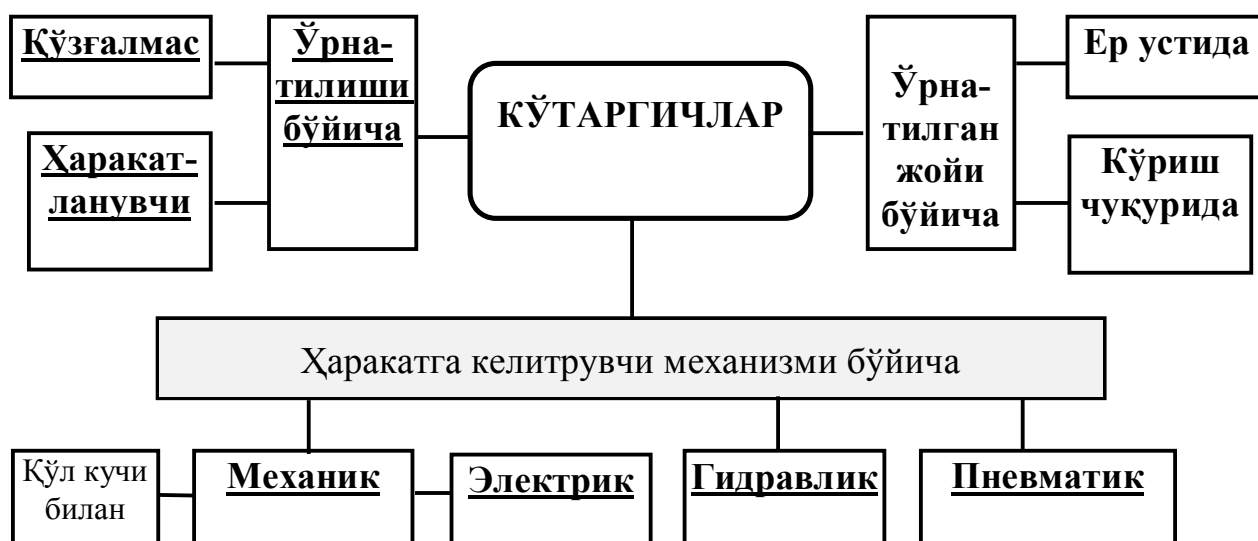 Қўзғалмас
Ҳаракат-
ланувчи
Ўрна-
тилиши
бўйича
КЎТАРГИЧЛАР
Ўрна-
тилган
жойи
бўйича
Ер устида
Кўриш
чуқурида
Ҳаракатга келитрувчи механизми бўйича
Қўл кучи
билан
Механик
Электрик
Гидравлик
Пневматик